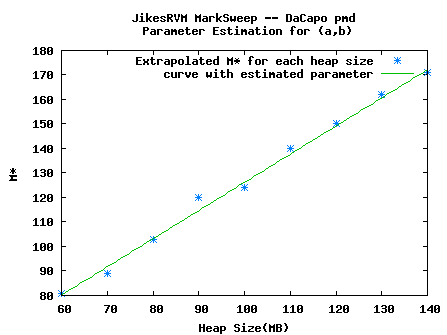 JikesRVM MarkSweep -- DaCapo pmd
Parameter Estimation for (a,b)
Extrapolated M* for each heap size
curve with estimated parameter
180
170
160
150
140
130
120
110
100
90
80
M*
60 70 80 90 100 110 120 130 140
Heap Size(MB)